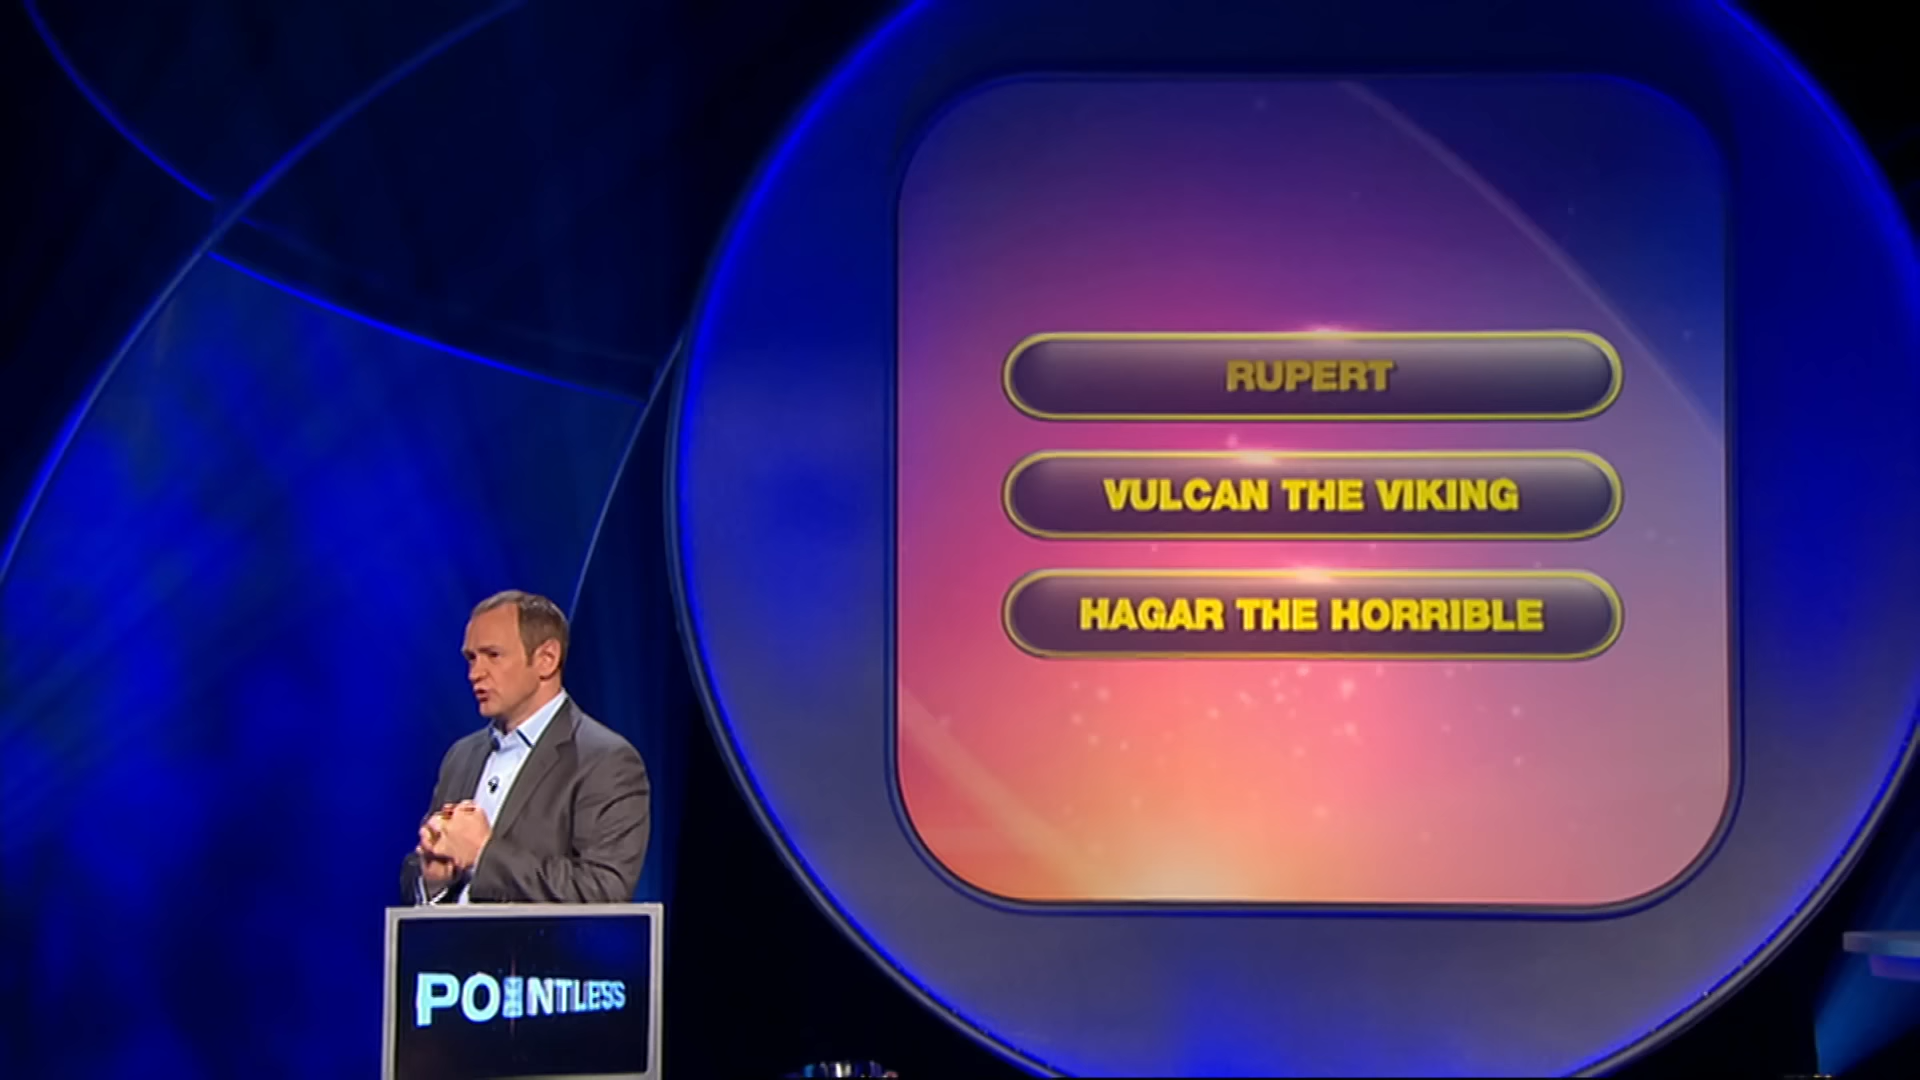 RUPERT
VULCAN THE VIKING
HAGAR THE HORRIBLE
POINTLESS